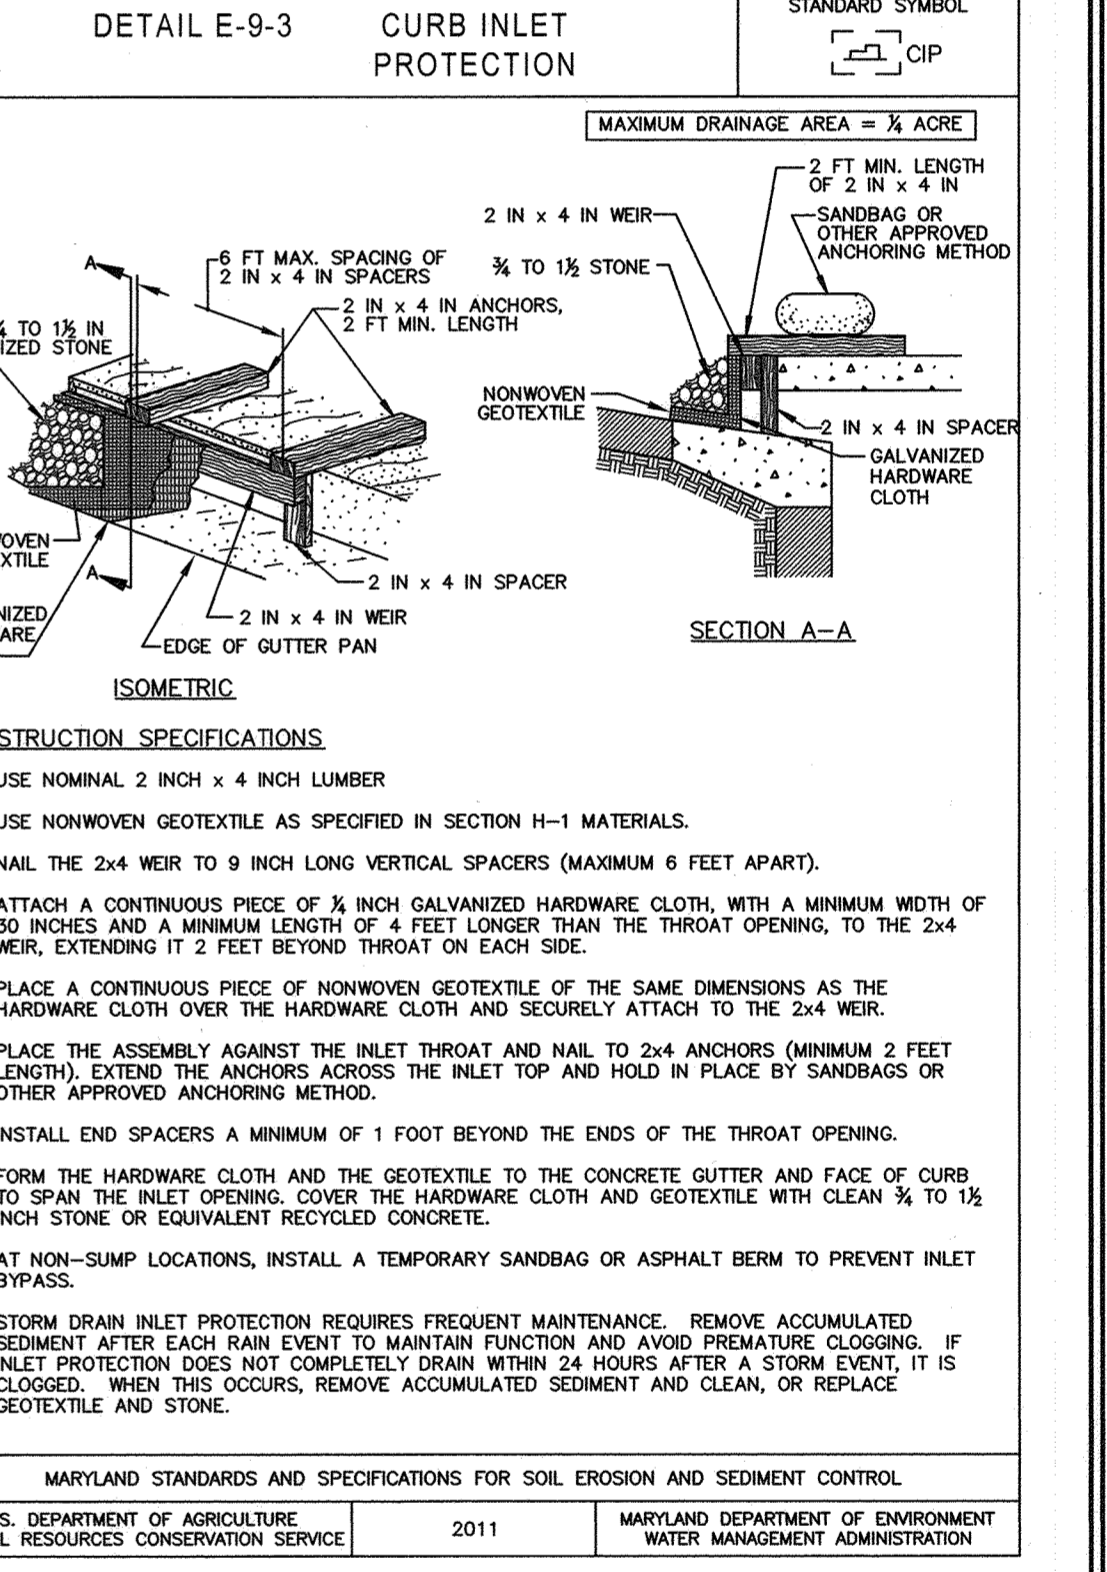 DETAIL E-9-3
CURB INLET
PROTECTION
STANDARD SYMBOL
CIP
MAXIMUM DRAINAGE AREA = ¼ ACRE
2 FT MIN. LENGTH
OF 2 IN x 4 IN
2 IN x 4 IN WEIR
SANDBAG OR
OTHER APPROVED
ANCHORING METHOD
¾ TO 1½ STONE
NONWOVEN
GEOTEXTILE
2 IN x 4 IN SPACER
GALVANIZED
HARDWARE
CLOTH
SECTION A-A
A
6 FT MAX. SPACING OF
2 IN x 4 IN SPACERS
2 IN x 4 IN ANCHORS,
2 FT MIN. LENGTH
TO 1½ IN
IZED STONE
OVEN
XTILE
A
NIZED
ARE
2 IN x 4 IN SPACER
2 IN x 4 IN WEIR
EDGE OF GUTTER PAN
ISOMETRIC
STRUCTION SPECIFICATIONS
USE NOMINAL 2 INCH x 4 INCH LUMBER
USE NONWOVEN GEOTEXTILE AS SPECIFIED IN SECTION H-1 MATERIALS.
NAIL THE 2x4 WEIR TO 9 INCH LONG VERTICAL SPACERS (MAXIMUM 6 FEET APART).
ATTACH A CONTINUOUS PIECE OF ¼ INCH GALVANIZED HARDWARE CLOTH, WITH A MINIMUM WIDTH OF
30 INCHES AND A MINIMUM LENGTH OF 4 FEET LONGER THAN THE THROAT OPENING, TO THE 2x4
WEIR, EXTENDING IT 2 FEET BEYOND THROAT ON EACH SIDE.
PLACE A CONTINUOUS PIECE OF NONWOVEN GEOTEXTILE OF THE SAME DIMENSIONS AS THE
HARDWARE CLOTH OVER THE HARDWARE CLOTH AND SECURELY ATTACH TO THE 2x4 WEIR.
PLACE THE ASSEMBLY AGAINST THE INLET THROAT AND NAIL TO 2x4 ANCHORS (MINIMUM 2 FEET
LENGTH). EXTEND THE ANCHORS ACROSS THE INLET TOP AND HOLD IN PLACE BY SANDBAGS OR
OTHER APPROVED ANCHORING METHOD.
INSTALL END SPACERS A MINIMUM OF 1 FOOT BEYOND THE ENDS OF THE THROAT OPENING.
FORM THE HARDWARE CLOTH AND THE GEOTEXTILE TO THE CONCRETE GUTTER AND FACE OF CURB
TO SPAN THE INLET OPENING. COVER THE HARDWARE CLOTH AND GEOTEXTILE WITH CLEAN ¾ TO 1½
INCH STONE OR EQUIVALENT RECYCLED CONCRETE.
AT NON-SUMP LOCATIONS, INSTALL A TEMPORARY SANDBAG OR ASPHALT BERM TO PREVENT INLET
BYPASS.
STORM DRAIN INLET PROTECTION REQUIRES FREQUENT MAINTENANCE. REMOVE ACCUMULATED
SEDIMENT AFTER EACH RAIN EVENT TO MAINTAIN FUNCTION AND AVOID PREMATURE CLOGGING. IF
INLET PROTECTION DOES NOT COMPLETELY DRAIN WITHIN 24 HOURS AFTER A STORM EVENT, IT IS
CLOGGED. WHEN THIS OCCURS, REMOVE ACCUMULATED SEDIMENT AND CLEAN, OR REPLACE
GEOTEXTILE AND STONE.
MARYLAND STANDARDS AND SPECIFICATIONS FOR SOIL EROSION AND SEDIMENT CONTROL
S. DEPARTMENT OF AGRICULTURE
L RESOURCES CONSERVATION SERVICE
2011
MARYLAND DEPARTMENT OF ENVIRONMENT
WATER MANAGEMENT ADMINISTRATION